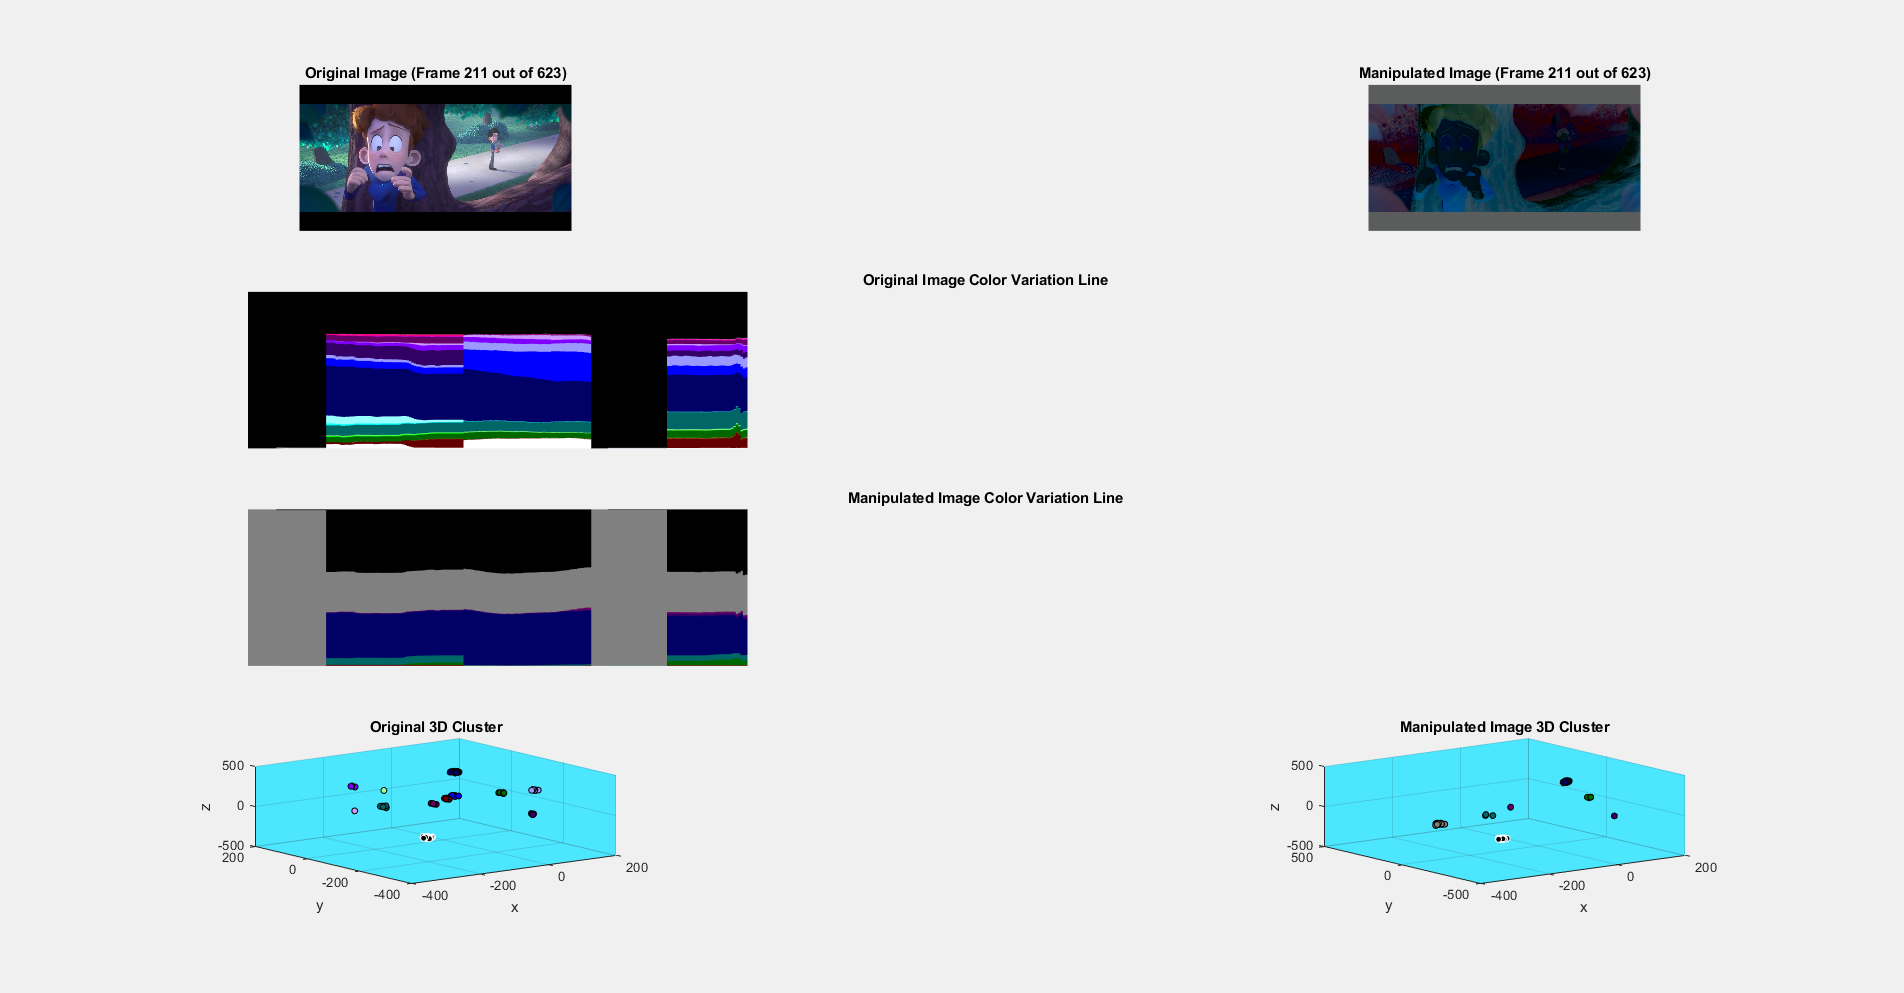 Original Image (Frame 211 out of 623)
Manipulated Image (Frame 211 out of 623)
Original Image Color Variation Line
Manipulated Image Color Variation Line
Original 3D Cluster
500
0
-500
z
200
0
-200
-400
y
-400
-200
0
200
x
Manipulated Image 3D Cluster
500
0
-500
z
500
0
-500
y
-400
-200
0
200
x